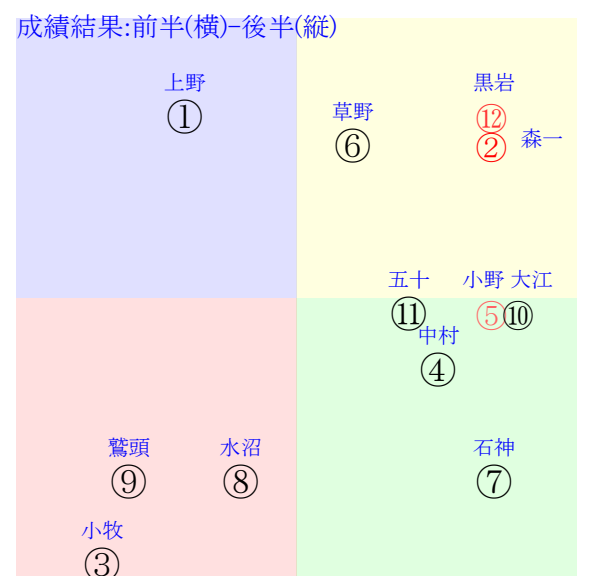 成績結果:前半(横)-後半(縦)
上野
①
草野
⑥
黒岩
⑫
②
森一
五十
⑪
小野
⑤
大江
⑩
中村
④
鷲頭
⑨
水沼
⑧
石神
⑦
小牧
③